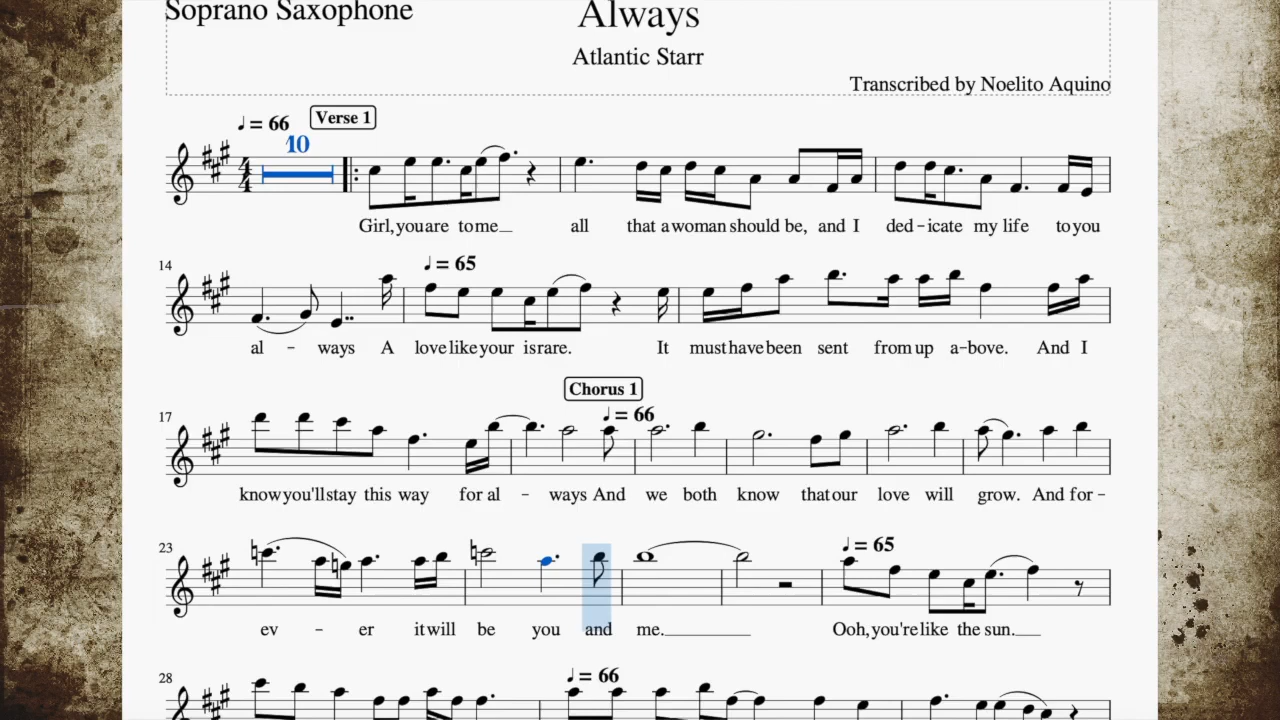 Soprano Saxophone
Always
Atlantic Starr
Transcribed by Noelito Aquino
♩ = 66 Verse 1
10
Girl, you are to me all that a woman should be, and I ded - icate my life to you
14 ♩ = 65
al - ways A love like your is rare. It must have been sent from up a - bove. And I
Chorus 1
17 ♩ = 66
know you'll stay this way for al - ways And we both know that our love will grow. And for -
23 ♩ = 65
ev - er it will be you and me. Ooh, you're like the sun.
28 ♩ = 66